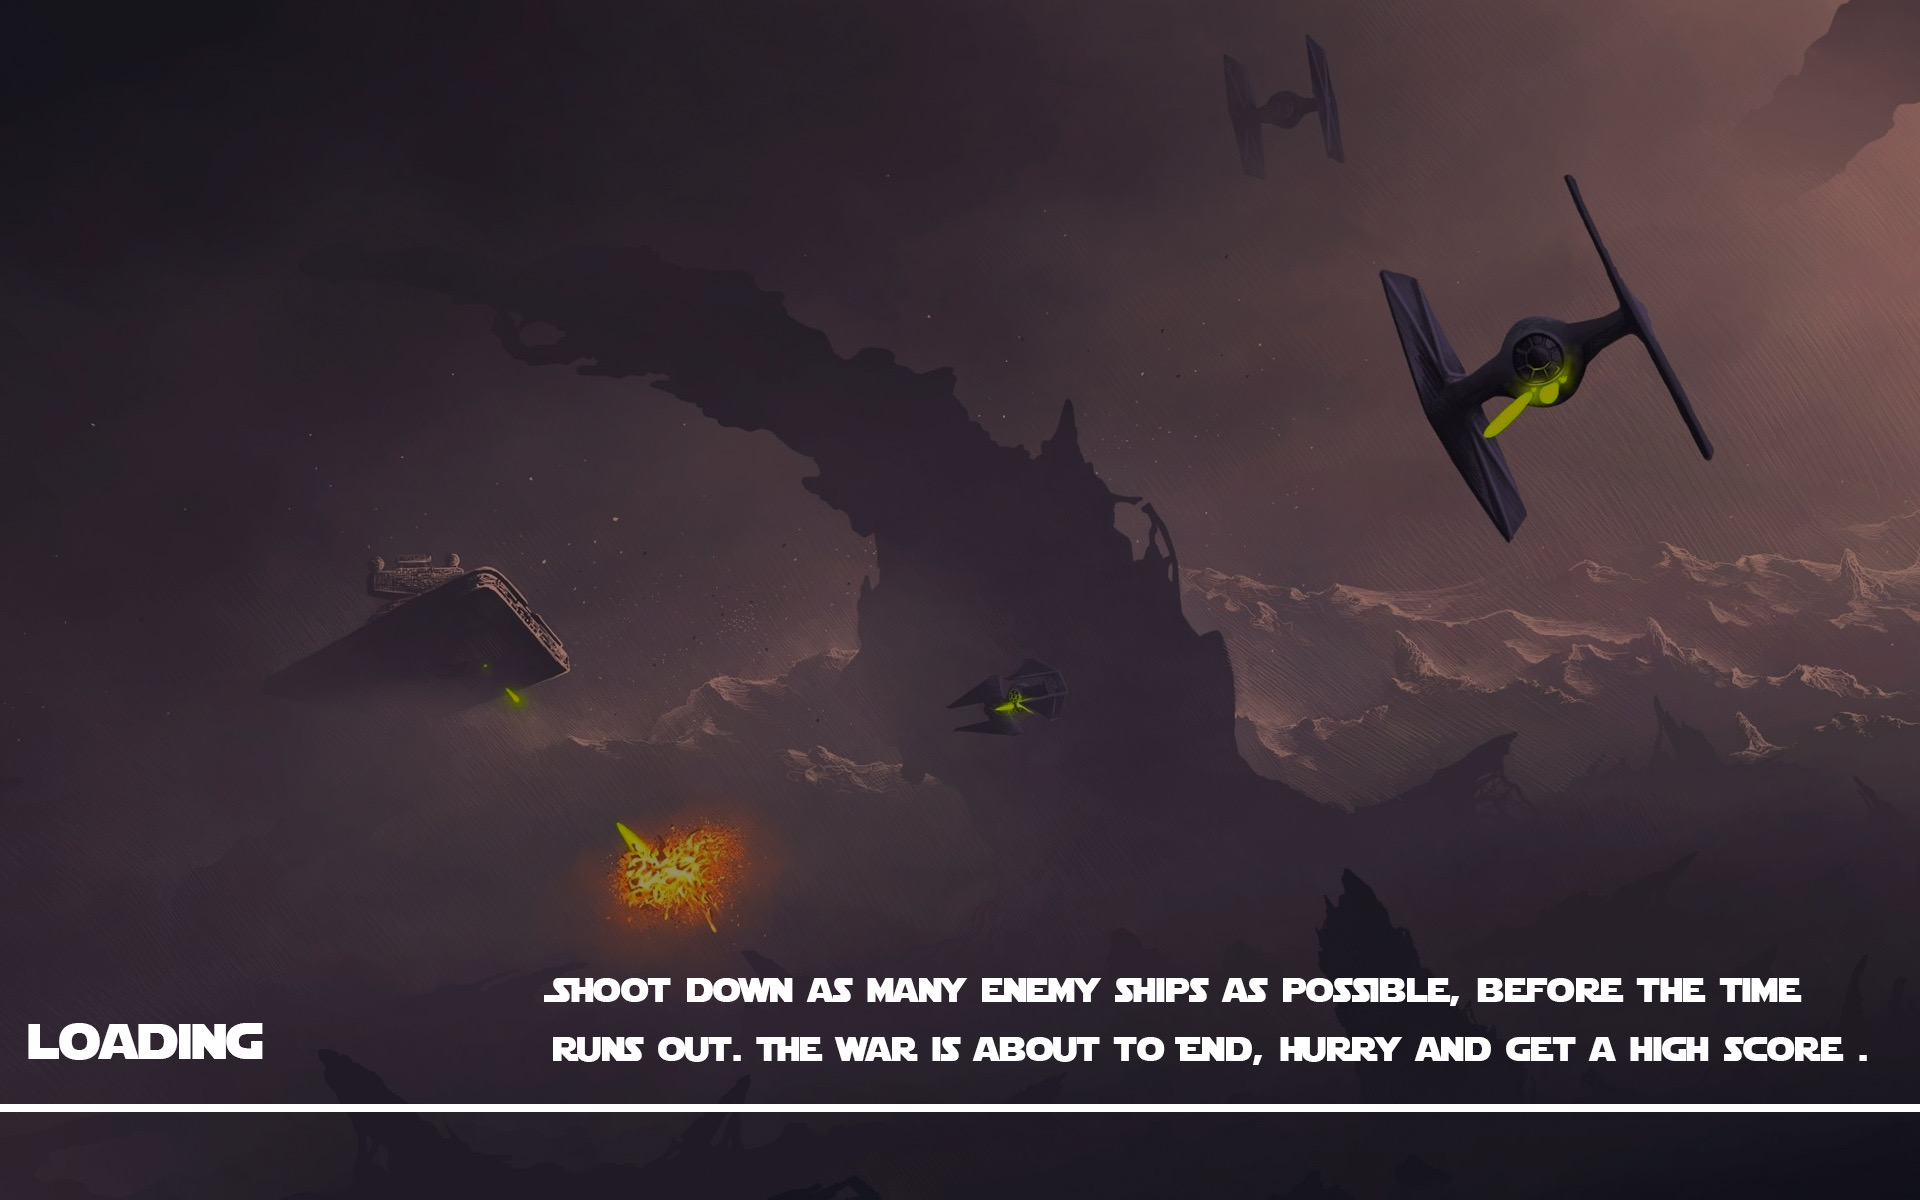 SHOOT DOWN AS MANY ENEMY SHIPS AS POSSIBLE, BEFORE THE TIME
LOADING
RUNS OUT. THE WAR IS ABOUT TO END, HURRY AND GET A HIGH SCORE .